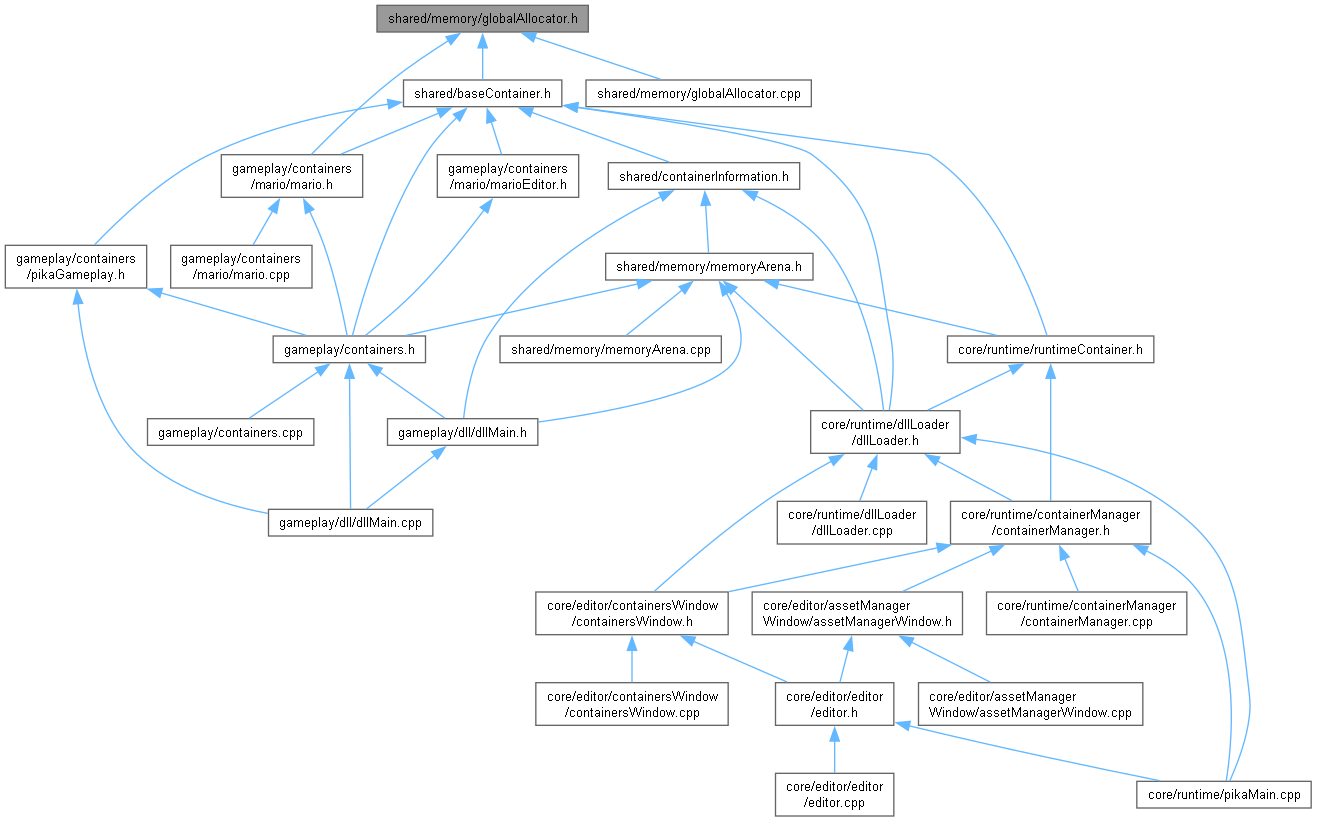 shared/memory/globalAllocator.h
shared/baseContainer.h
shared/memory/globalAllocator.cpp
gameplay/containers
/mario/mario.h
gameplay/containers
/mario/marioEditor.h
shared/containerInformation.h
gameplay/containers
/pikaGameplay.h
gameplay/containers
/mario/mario.cpp
shared/memory/memoryArena.h
gameplay/containers.h
shared/memory/memoryArena.cpp
core/runtime/runtimeContainer.h
gameplay/containers.cpp
gameplay/dll/dllMain.h
core/runtime/dllLoader
/dllLoader.h
gameplay/dll/dllMain.cpp
core/runtime/dllLoader
/dllLoader.cpp
core/runtime/containerManager
/containerManager.h
core/editor/containersWindow
/containersWindow.h
core/editor/assetManager
Window/assetManagerWindow.h
core/runtime/containerManager
/containerManager.cpp
core/editor/containersWindow
/containersWindow.cpp
core/editor/editor
/editor.h
core/editor/assetManager
Window/assetManagerWindow.cpp
core/editor/editor
/editor.cpp
core/runtime/pikaMain.cpp